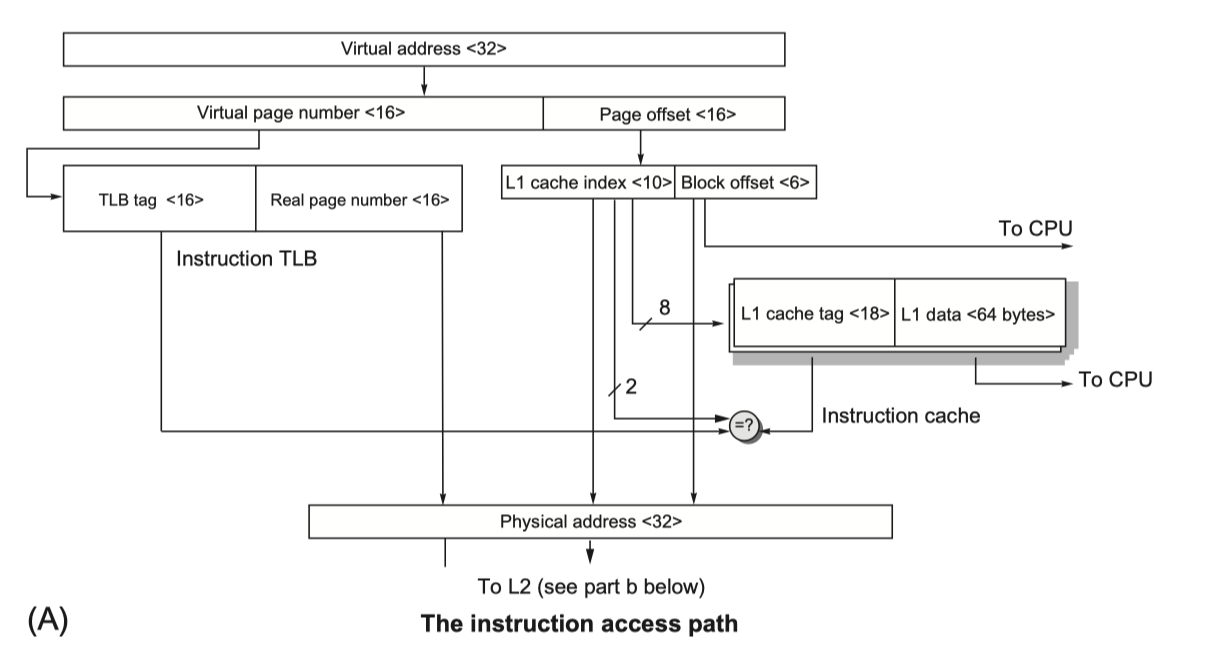 Virtual address <32>
Virtual page number <16>
Page offset <16>
TLB tag <16>
Real page number <16>
L1 cache index <10>
Block offset <6>
To CPU
Instruction TLB
8
L1 cache tag <18>
L1 data <64 bytes>
2
To CPU
Instruction cache
=?
Physical address <32>
To L2 (see part b below)
(A)
The instruction access path